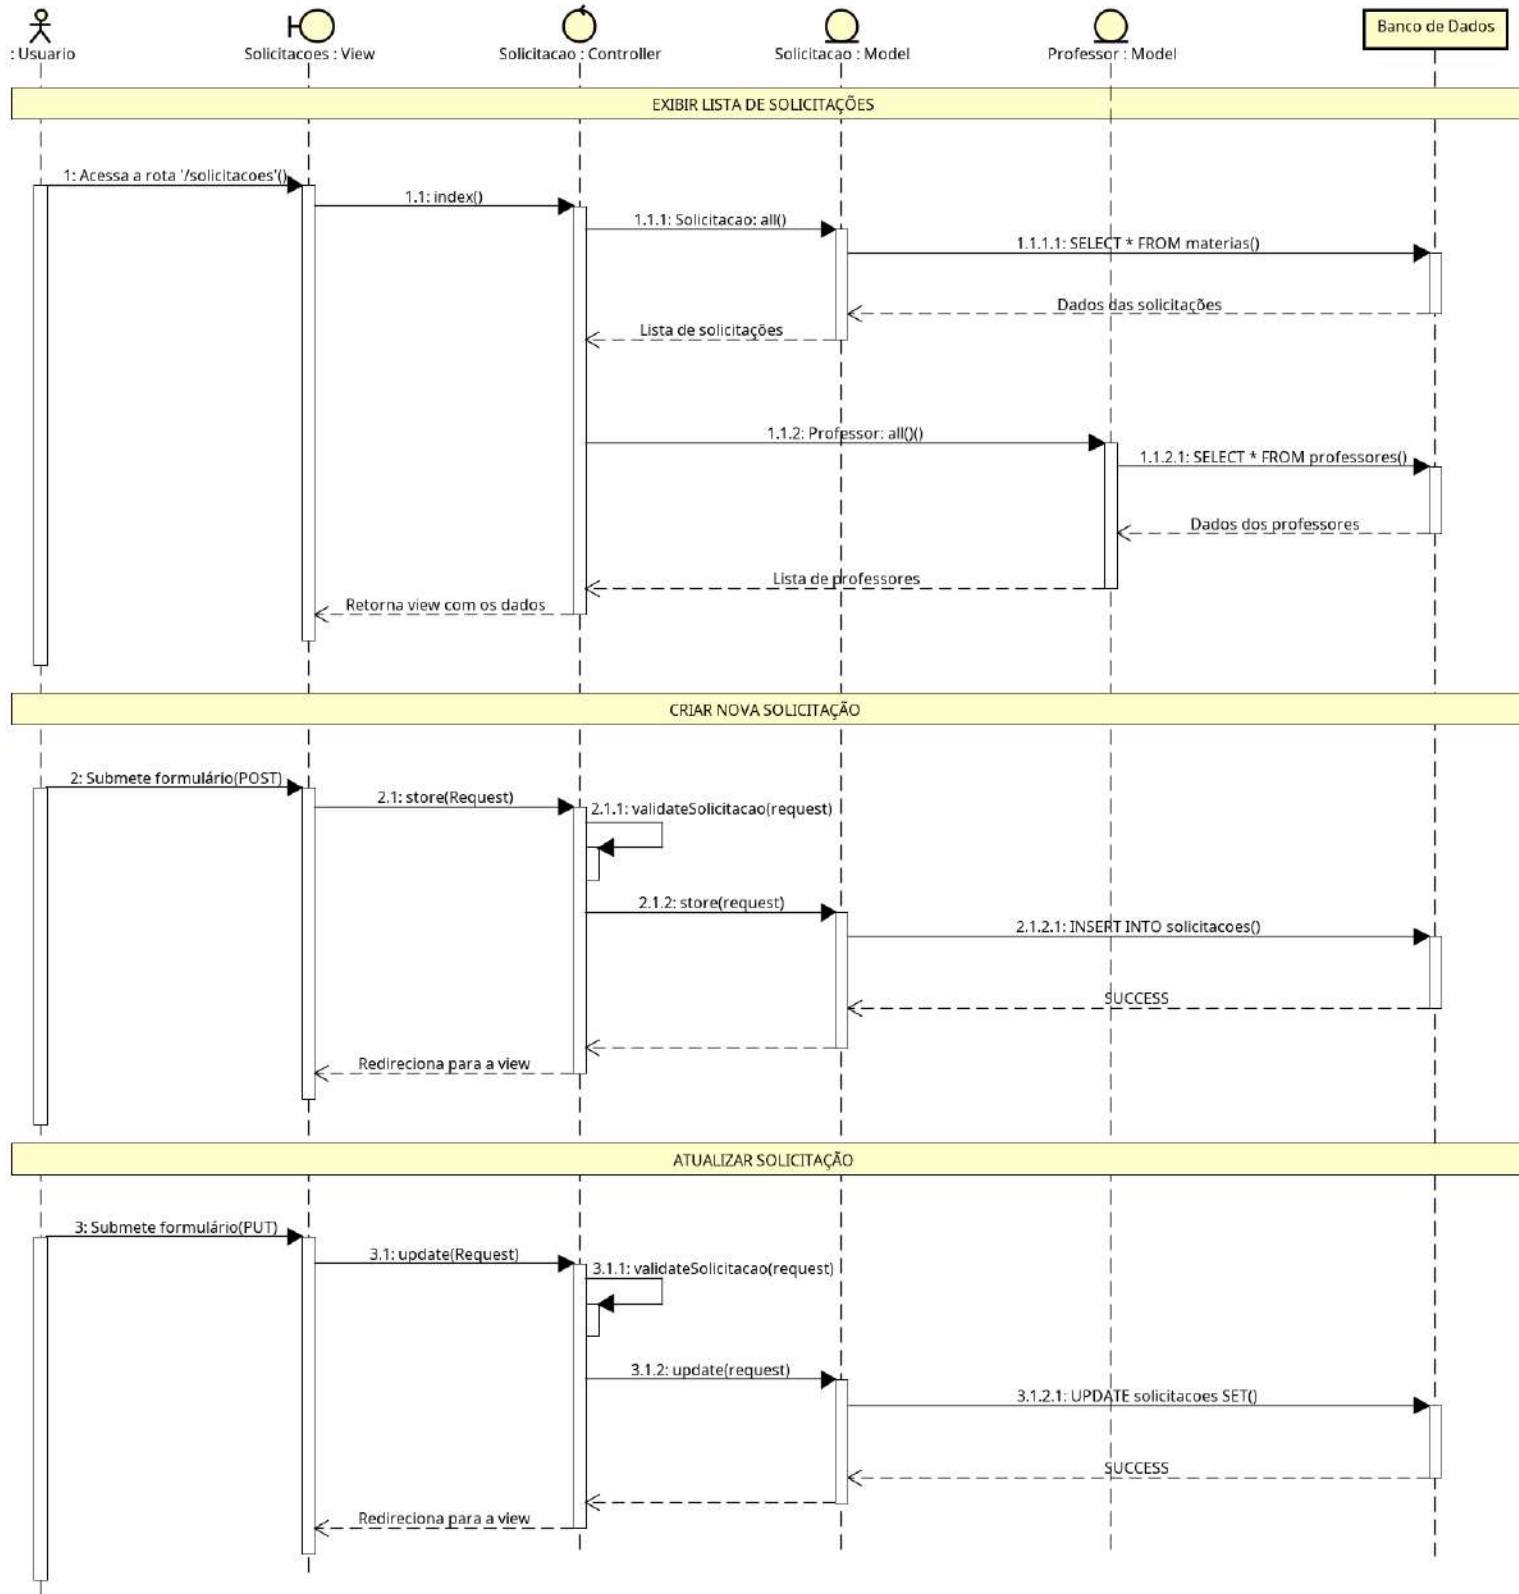 : Usuario
Solicitacoes : View
Solicitacao : Controller
Solicitacao : Model
Professor : Model
Banco de Dados
EXIBIR LISTA DE SOLICITAÇÕES
1: Acessa a rota '/solicitacoes'()
1.1: index()
1.1.1: Solicitacao: all()
1.1.1.1: SELECT * FROM materias()
Dados das solicitações
Lista de solicitações
1.1.2: Professor: all()()
1.1.2.1: SELECT * FROM professores()
Dados dos professores
Lista de professores
Retorna view com os dados
CRIAR NOVA SOLICITAÇÃO
2: Submete formulário(POST)
2.1: store(Request)
2.1.1: validateSolicitacao(request)
2.1.2: store(request)
2.1.2.1: INSERT INTO solicitacoes()
SUCCESS
Redireciona para a view
ATUALIZAR SOLICITAÇÃO
3: Submete formulário(PUT)
3.1: update(Request)
3.1.1: validateSolicitacao(request)
3.1.2: update(request)
3.1.2.1: UPDATE solicitacoes SET()
SUCCESS
Redireciona para a view